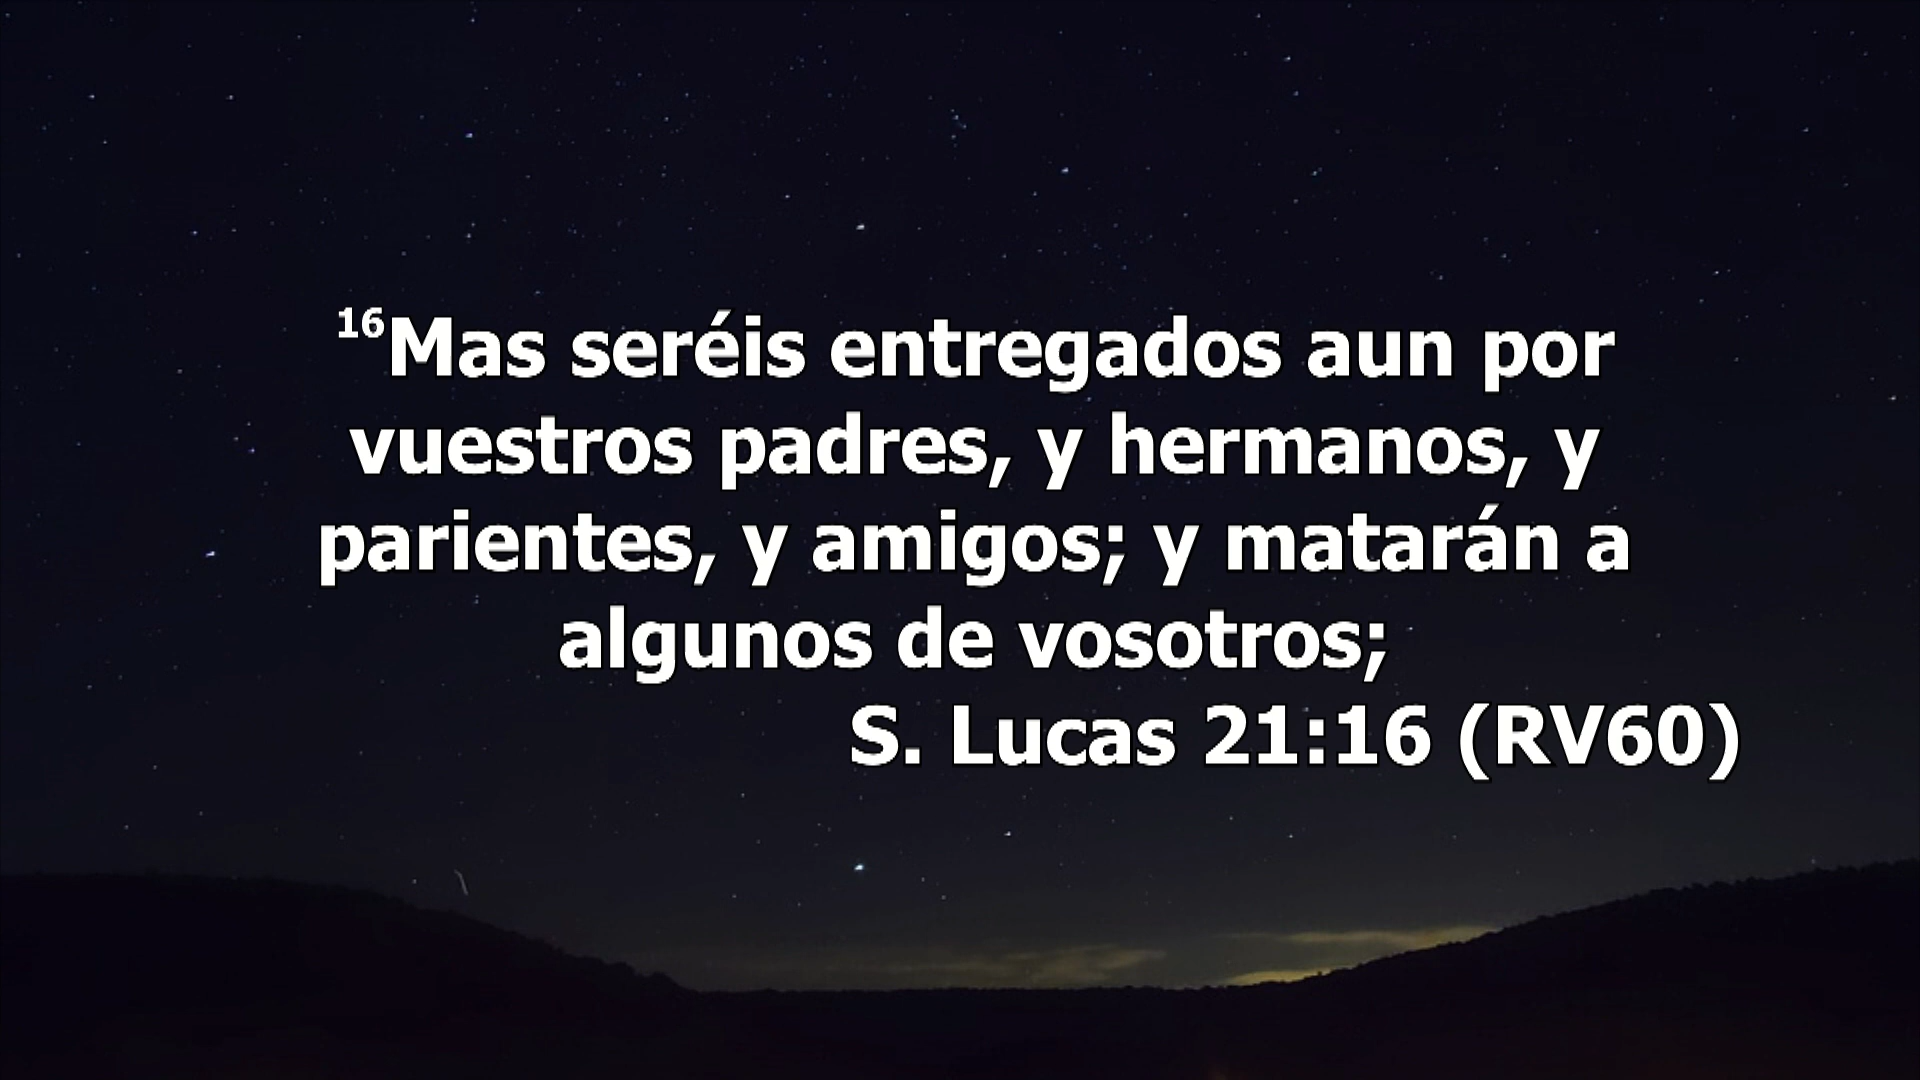 16Mas seréis entregados aun por
vuestros padres, y hermanos, y
parientes, y amigos; y matarán a
algunos de vosotros;
S. Lucas 21:16 (RV60)